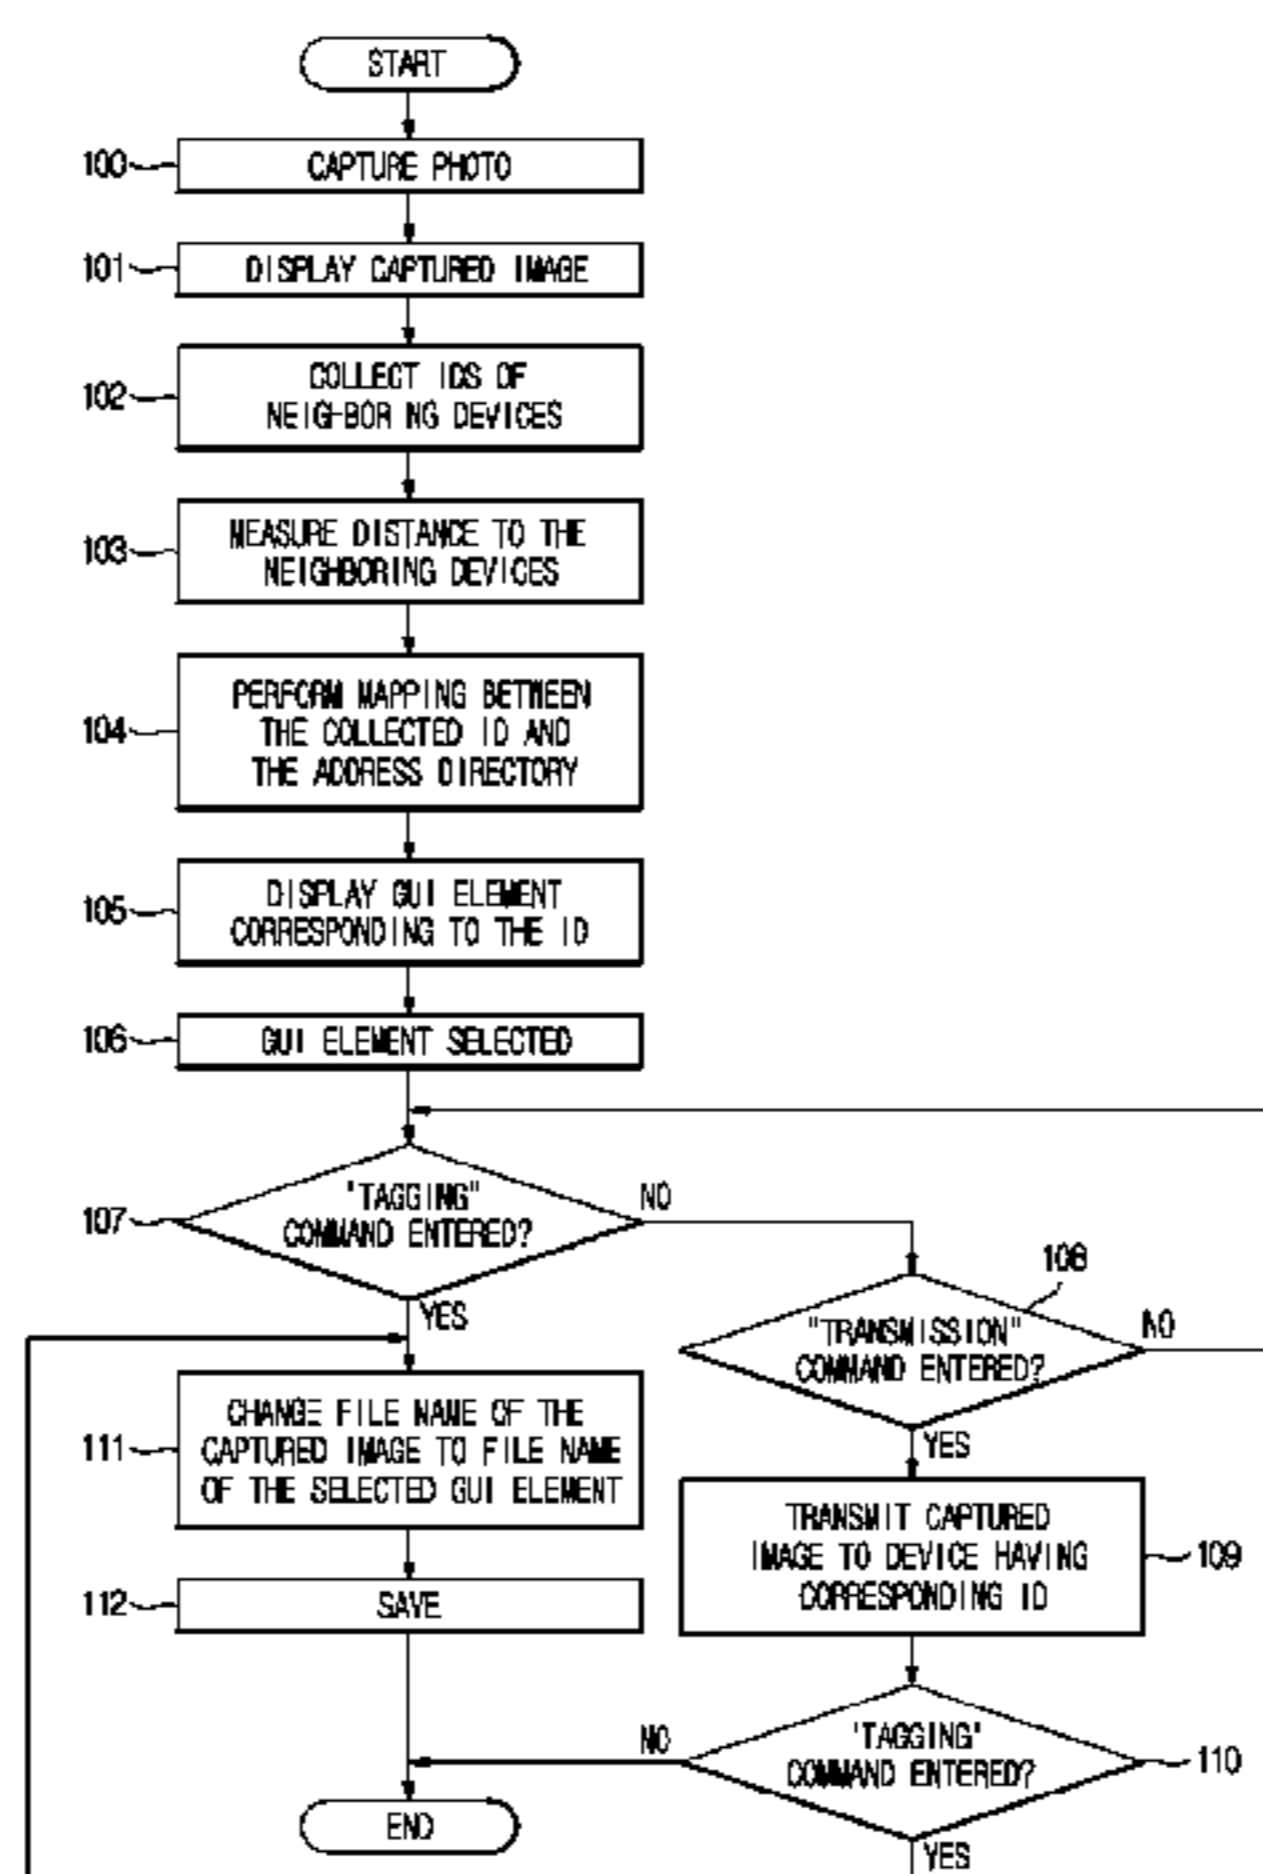 START
100
CAPTURE PHOTO
101
DISPLAY CAPTURED IMAGE
102
COLLECT IDS OF
NEIGHBORING DEVICES
103
MEASURE DISTANCE TO THE
NEIGHBORING DEVICES
104
PERFORM MAPPING BETWEEN
THE COLLECTED ID AND
THE ADDRESS DIRECTORY
105
DISPLAY GUI ELEMENT
CORRESPONDING TO THE ID
106
GUI ELEMENT SELECTED
107
"TAGGING"
COMMAND ENTERED?
NO
YES
108
"TRANSMISSION"
COMMAND ENTERED?
NO
YES
111
CHANGE FILE NAME OF THE
CAPTURED IMAGE TO FILE NAME
OF THE SELECTED GUI ELEMENT
109
TRANSMIT CAPTURED
IMAGE TO DEVICE HAVING
CORRESPONDING ID
112
SAVE
110
"TAGGING"
COMMAND ENTERED?
NO
YES
END